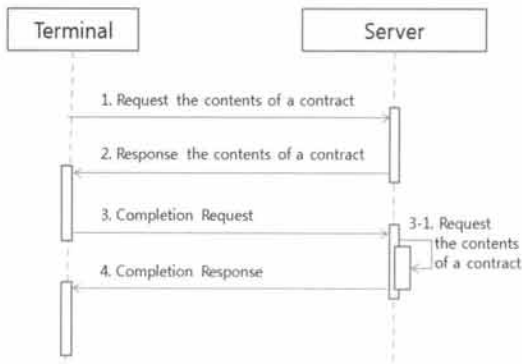 Terminal
Server
1. Request the contents of a contract
2. Response the contents of a contract
3. Completion Request
3-1. Request
the contents
of a contract
4. Completion Response